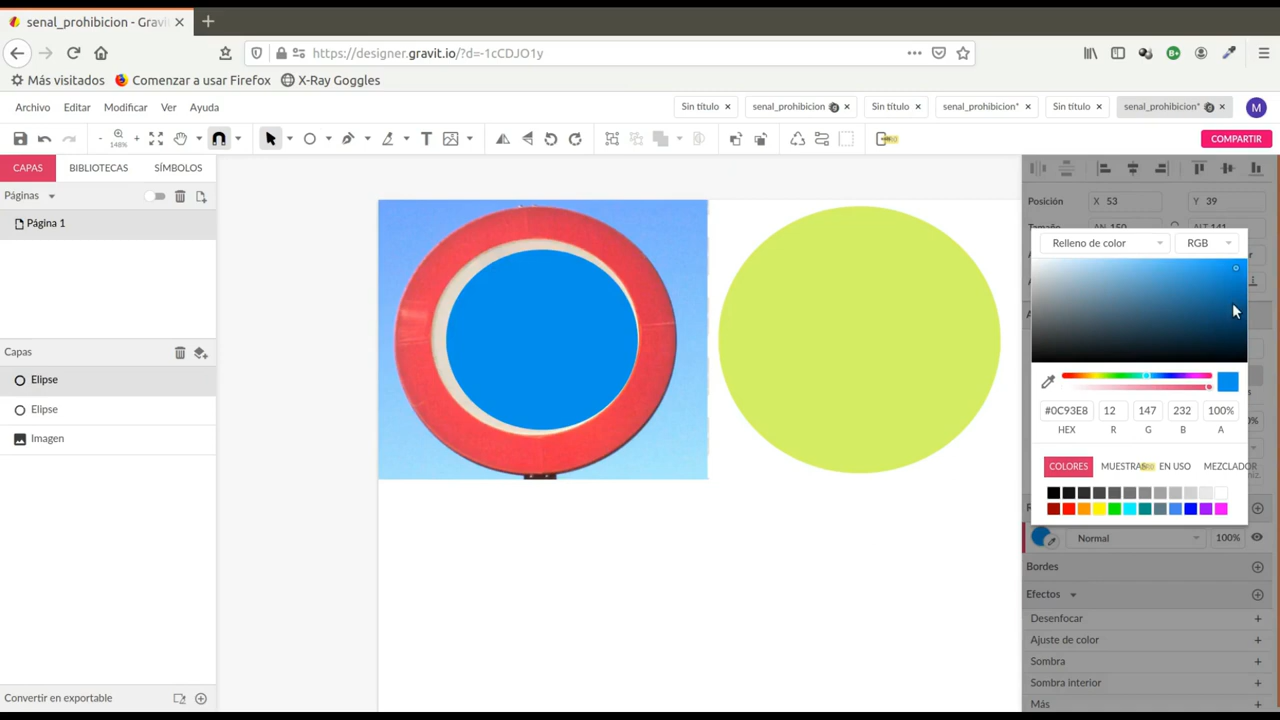 senal_prohibicion - Gravit
https://designer.gravit.io/?d=-1cCDJO1y
Más visitados Comenzar a usar Firefox X-Ray Goggles
Archivo Editar Modificar Ver Ayuda
Sin título senal_prohibicion Sin título senal_prohibicion* Sin título senal_prohibicion* M
148%
COMPARTIR
CAPAS BIBLIOTECAS SÍMBOLOS
Páginas
Página 1
Capas
Elipse
Elipse
Imagen
Convertir en exportable
Posición X 53 Y 39
Tamaño AN 150 ALT 141
Relleno de color RGB
#0C93E8 12 147 232 100%
HEX R G B A
COLORES MUESTRAS EN USO MEZCLADOR
Normal 100%
Bordes
Efectos
Desenfocar
Ajuste de color
Sombra
Sombra interior
Más